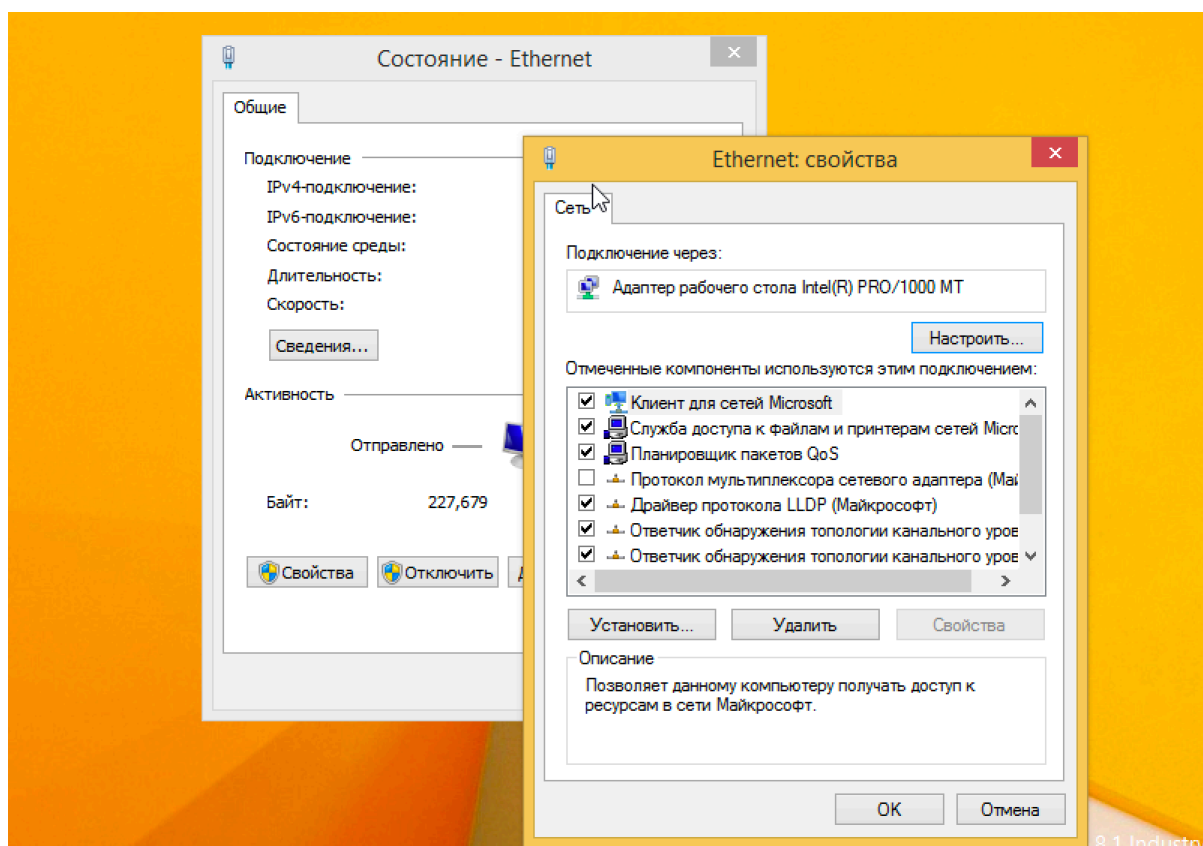 Состояние - Ethernet
Общие
Подключение
IPv4-подключение:
IPv6-подключение:
Состояние среды:
Длительность:
Скорость:
Сведения...
Активность
Отправлено
Байт: 227,679
Свойства Отключить
Ethernet: свойства
Сеть
Подключение через:
Адаптер рабочего стола Intel(R) PRO/1000 MT
Настроить...
Отмеченные компоненты используются этим подключением:
Клиент для сетей Microsoft
Служба доступа к файлам и принтерам сетей Micro
Планировщик пакетов QoS
Протокол мультиплексора сетевого адаптера (Май
Драйвер протокола LLDP (Майкрософт)
Ответчик обнаружения топологии канального уров
Ответчик обнаружения топологии канального уров
Установить... Удалить Свойства
Описание
Позволяет данному компьютеру получать доступ к
ресурсам в сети Майкрософт.
OK Отмена
8.1 Industr